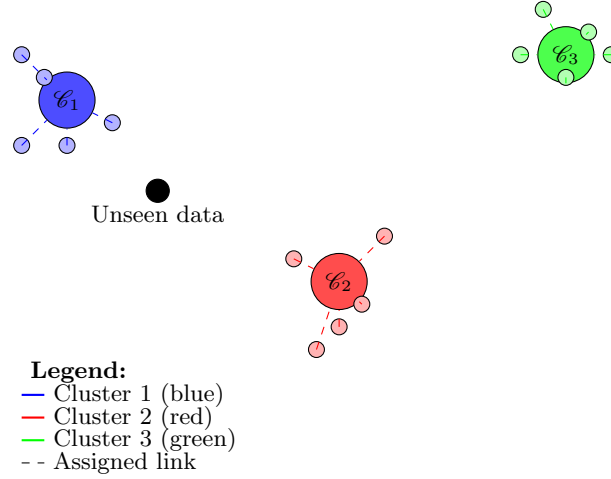 𝒞3
𝒞1
Unseen data
𝒞2
Legend:
Cluster 1 (blue)
Cluster 2 (red)
Cluster 3 (green)
Assigned link